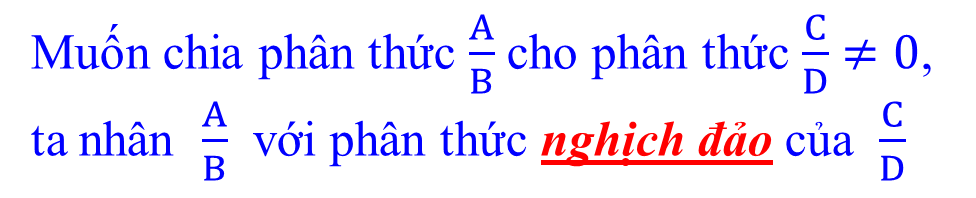 Muốn chia phân thức A/B cho phân thức C/D ≠ 0,
ta nhân A/B với phân thức nghịch đảo của C/D